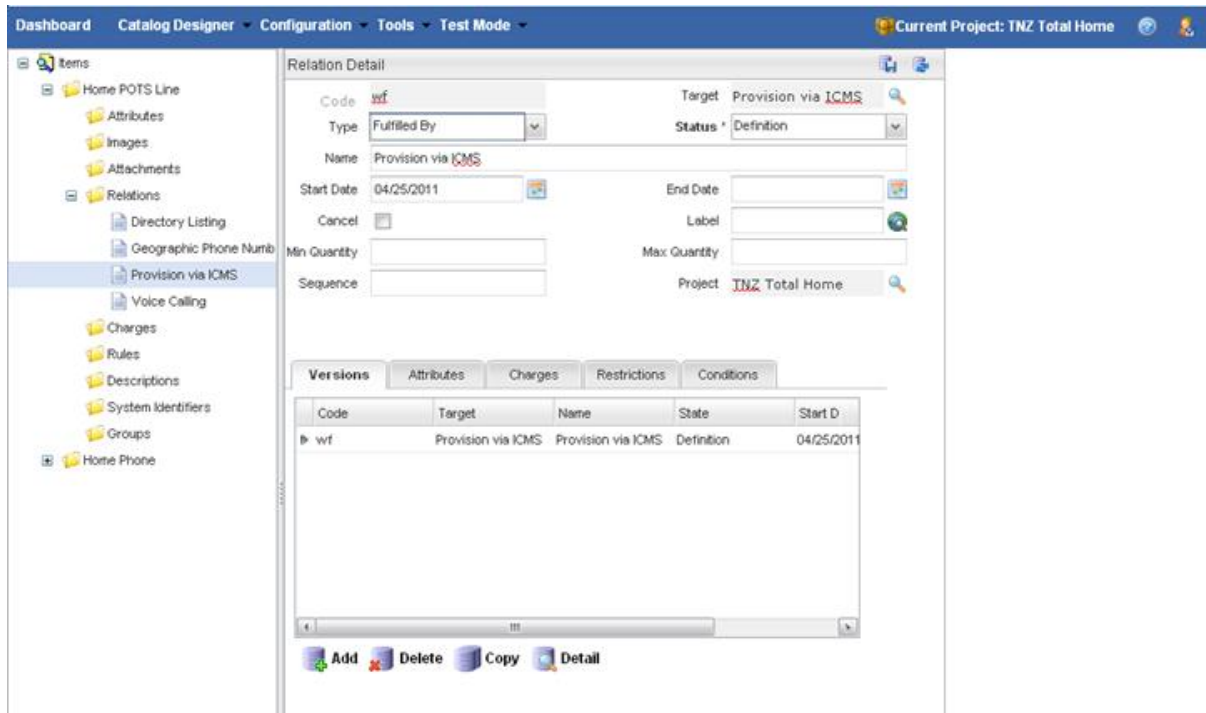 Dashboard Catalog Designer Configuration Tools Test Mode Current Project: TNZ Total Home
Items
Home POTS Line
Attributes
Images
Attachments
Relations
Directory Listing
Geographic Phone Numb
Provision via ICMS
Voice Calling
Charges
Rules
Descriptions
System Identifiers
Groups
Home Phone
Relation Detail
Code wf Target Provision via ICMS
Type Fulfilled By Status * Definition
Name Provision via ICMS
Start Date 04/25/2011 End Date
Cancel Label
Min Quantity Max Quantity
Sequence Project TNZ Total Home
Versions Attributes Charges Restrictions Conditions
Code Target Name State Start D
wf Provision via ICMS Provision via ICMS Definition 04/25/2011
Add Delete Copy Detail